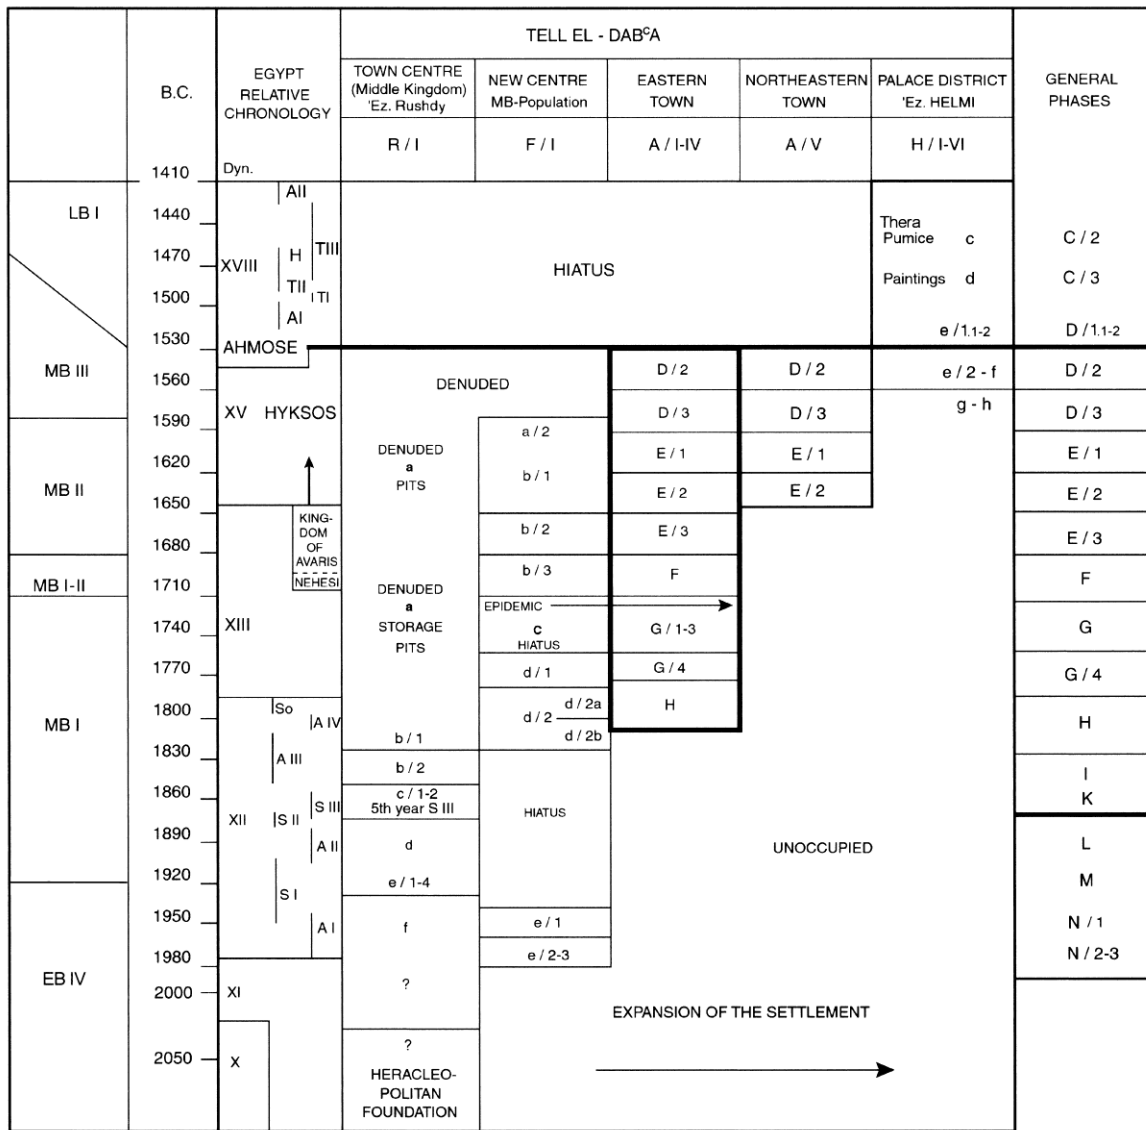 TELL EL - DABᶜA
B.C.
EGYPT
RELATIVE
CHRONOLOGY
TOWN CENTRE
(Middle Kingdom)
'Ez. Rushdy
NEW CENTRE
MB-Population
EASTERN
TOWN
NORTHEASTERN
TOWN
PALACE DISTRICT
'Ez. HELMI
GENERAL
PHASES
R / I
F / I
A / I-IV
A / V
H / I-VI
1410
Dyn.
LB I
MB III
MB II
MB I-II
MB I
EB IV
1440
1470
1500
1530
1560
1590
1620
1650
1680
1710
1740
1770
1800
1830
1860
1890
1920
1950
1980
2000
2050
AII
TIII
H
XVIII
TII
TI
AI
AHMOSE
XV HYKSOS
KING-
DOM
OF
AVARIS
NEHESI
XIII
So
A IV
A III
S III
XII
S II
A II
S I
A I
XI
X
HIATUS
DENUDED
DENUDED
a
PITS
DENUDED
a
STORAGE
PITS
b / 1
b / 2
c / 1-2
5th year S III
d
e / 1-4
f
?
?
HERACLEO-
POLITAN
FOUNDATION
a / 2
b / 1
b / 2
b / 3
EPIDEMIC
c
HIATUS
d / 1
d / 2a
d / 2
d / 2b
HIATUS
e / 1
e / 2-3
D / 2
D / 3
E / 1
E / 2
E / 3
F
G / 1-3
G / 4
H
D / 2
D / 3
E / 1
E / 2
UNOCCUPIED
EXPANSION OF THE SETTLEMENT
Thera
Pumice c
Paintings d
e / 1.1-2
e / 2 - f
g - h
C / 2
C / 3
D / 1.1-2
D / 2
D / 3
E / 1
E / 2
E / 3
F
G
G / 4
H
I
K
L
M
N / 1
N / 2-3